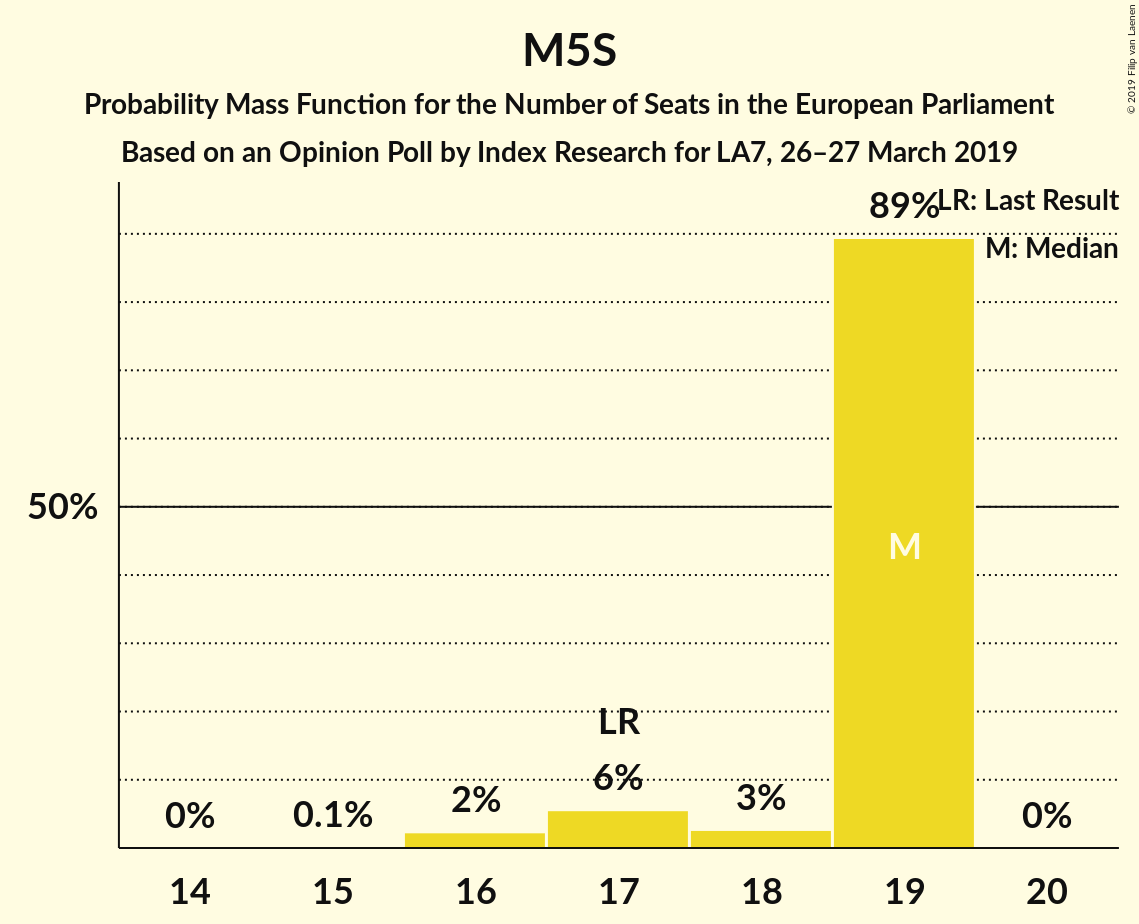 M5S
Probability Mass Function for the Number of Seats in the European Parliament
Based on an Opinion Poll by Index Research for LA7, 26–27 March 2019
© 2019 Filip van Laenen
LR: Last Result
M: Median
50%
0%
0.1%
2%
LR
6%
3%
89%
M
0%
14 15 16 17 18 19 20